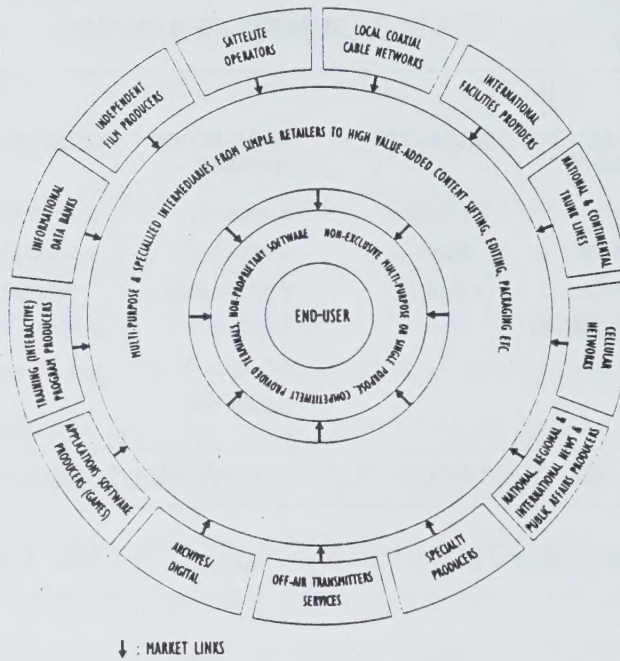 SATTELITE
OPERATORS
LOCAL COAXIAL
CABLE NETWORKS
INTERNATIONAL
FACILITIES PROVIDERS
NATIONAL & CONTINENTAL
TRUNK LINES
CELLULAR
NETWORKS
NATIONAL, REGIONAL &
INTERNATIONAL NEWS &
PUBLIC AFFAIRS PRODUCERS
SPECIALTY
PRODUCERS
OFF-AIR TRANSMITTERS
SERVICES
ARCHIVES/
DIGITAL
APPLICATIONS SOFTWARE
PRODUCERS (GAMES)
TRAINING (INTERACTIVE)
PROGRAM PRODUCERS
INFORMATIONAL
DATA BANKS
INDEPENDENT
FILM PRODUCERS
MULTI-PURPOSE & SPECIALIZED INTERMEDIARIES FROM SIMPLE RETAILERS TO HIGH VALUE-ADDED CONTENT SIFTING, EDITING, PACKAGING ETC
NON-EXCLUSIVE MULTI-PURPOSE OR SINGLE PURPOSE, COMPETITIVELY PROVIDED TERMINALS, NON-PROPRIETARY SOFTWARE
END-USER
: MARKET LINKS